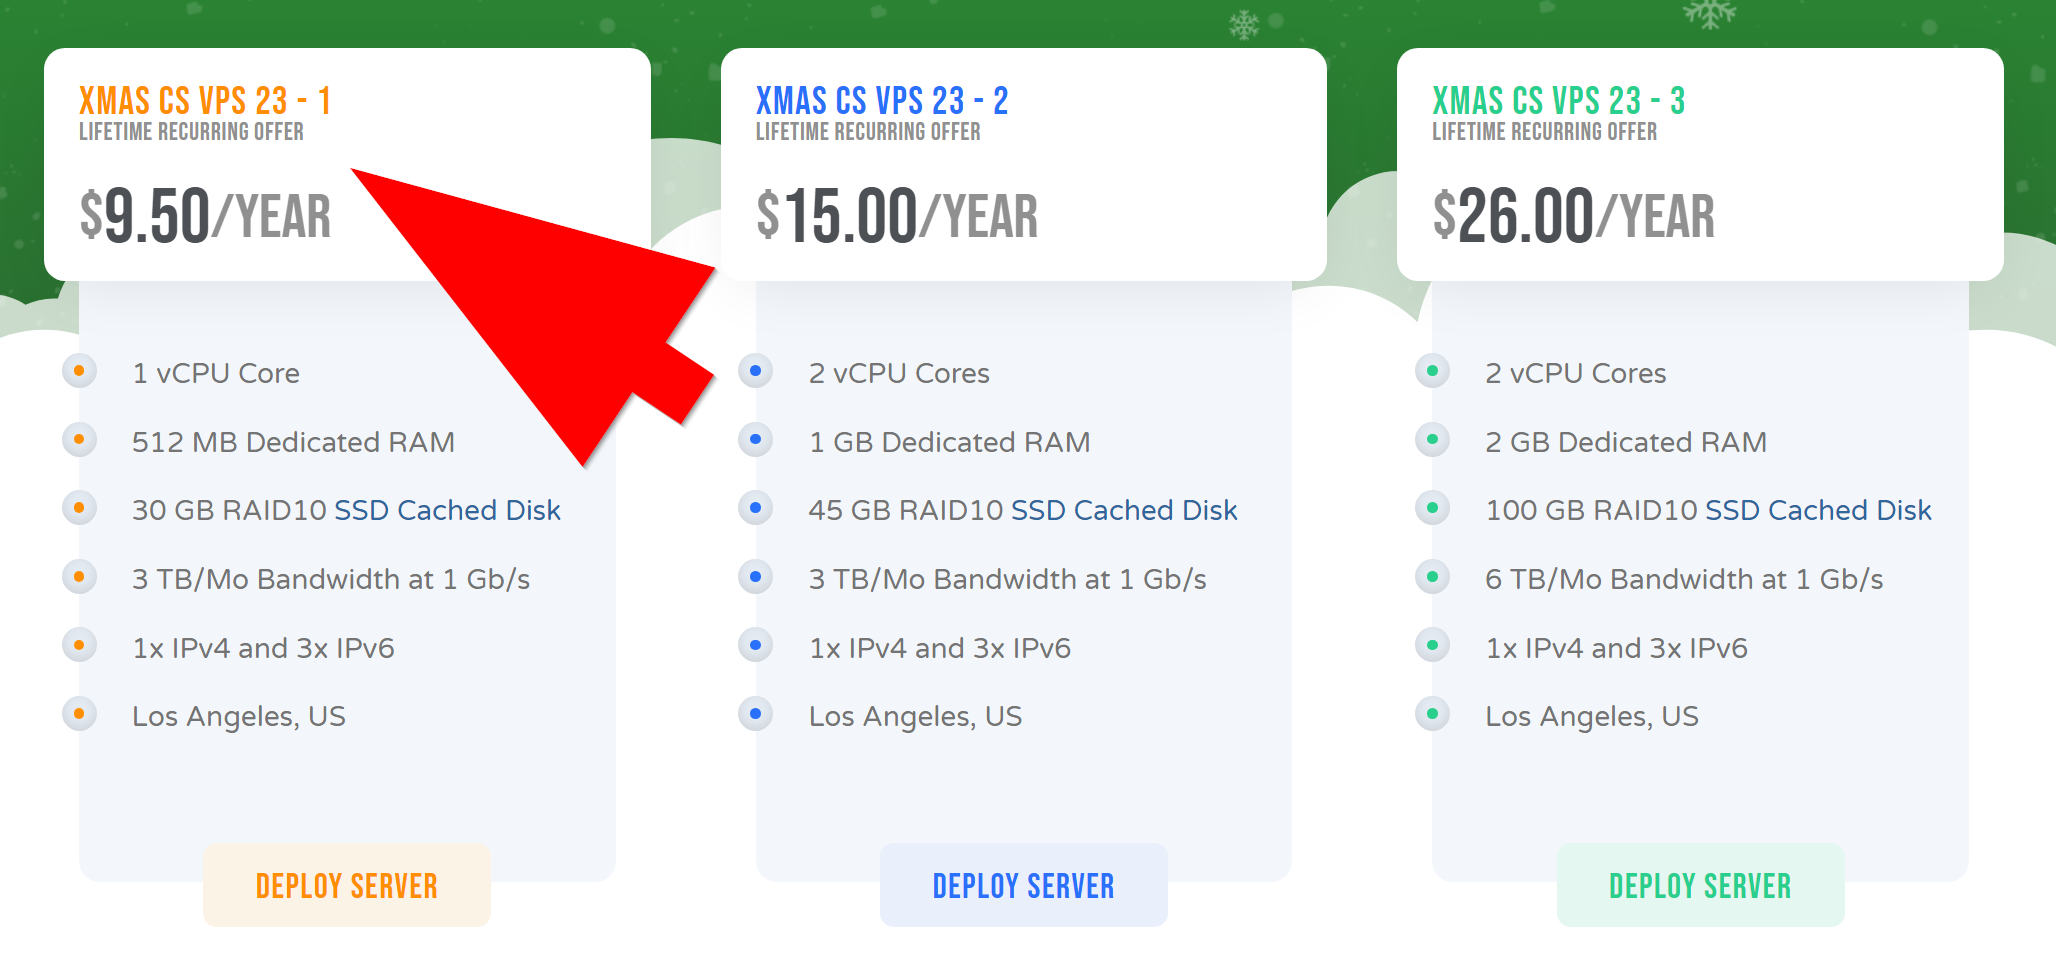 XMAS CS VPS 23 - 1
LIFETIME RECURRING OFFER
$9.50/YEAR
1 vCPU Core
512 MB Dedicated RAM
30 GB RAID10 SSD Cached Disk
3 TB/Mo Bandwidth at 1 Gb/s
1x IPv4 and 3x IPv6
Los Angeles, US
DEPLOY SERVER
XMAS CS VPS 23 - 2
LIFETIME RECURRING OFFER
$15.00/YEAR
2 vCPU Cores
1 GB Dedicated RAM
45 GB RAID10 SSD Cached Disk
3 TB/Mo Bandwidth at 1 Gb/s
1x IPv4 and 3x IPv6
Los Angeles, US
DEPLOY SERVER
XMAS CS VPS 23 - 3
LIFETIME RECURRING OFFER
$26.00/YEAR
2 vCPU Cores
2 GB Dedicated RAM
100 GB RAID10 SSD Cached Disk
6 TB/Mo Bandwidth at 1 Gb/s
1x IPv4 and 3x IPv6
Los Angeles, US
DEPLOY SERVER